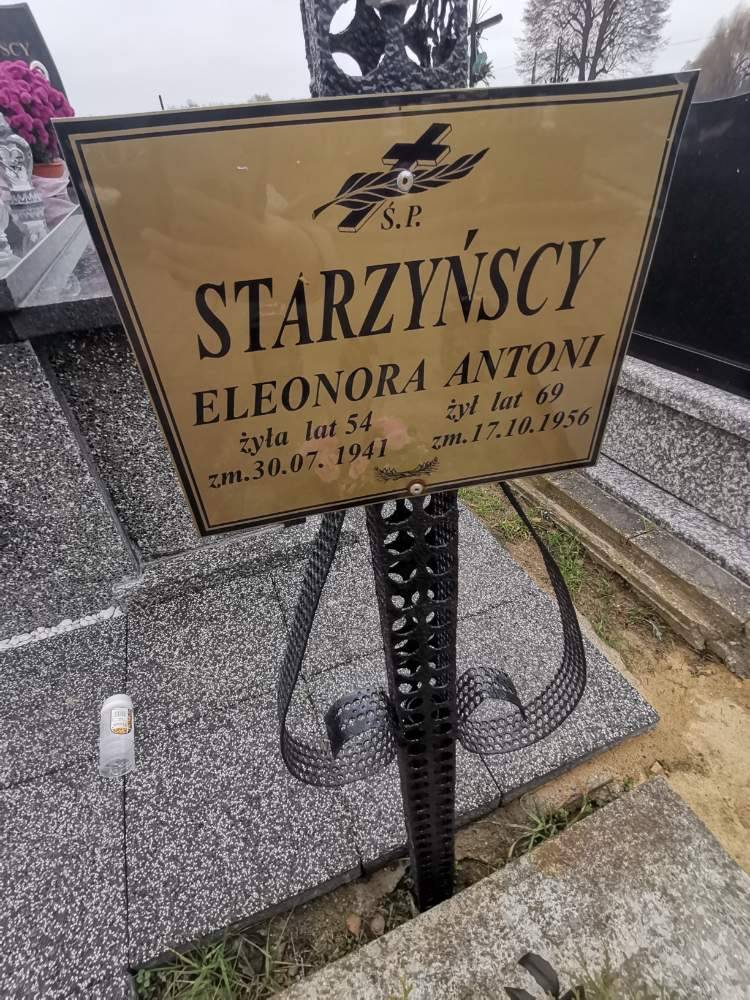 Ś.P.
STARZYŃSCY
ELEONORA ANTONI
żyła lat 54 żył lat 69
zm.30.07. 1941 zm.17.10.1956